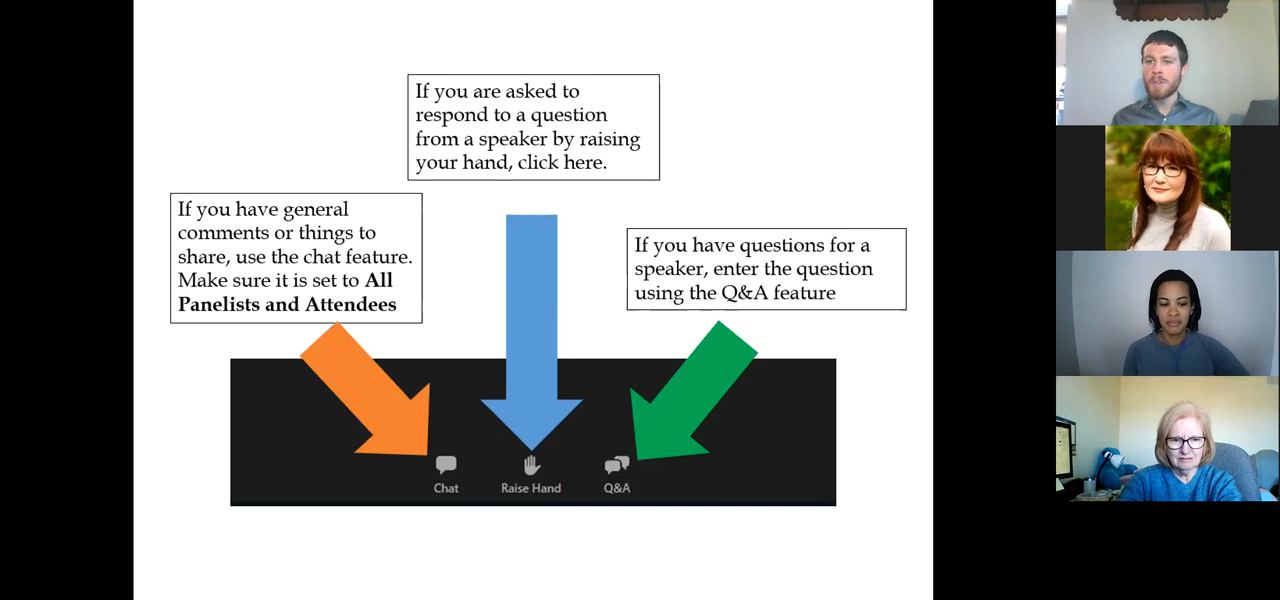 If you are asked to
respond to a question
from a speaker by raising
your hand, click here.
If you have general
comments or things to
share, use the chat feature.
Make sure it is set to All
Panelists and Attendees
If you have questions for a
speaker, enter the question
using the Q&A feature
Chat
Raise Hand
Q&A